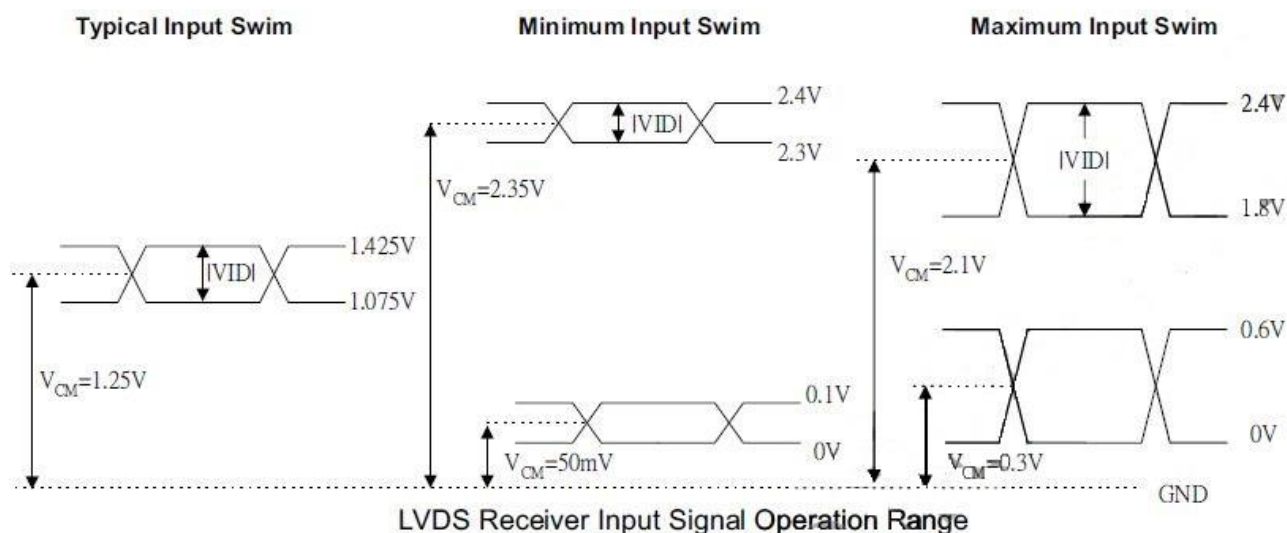 Typical Input Swim
Minimum Input Swim
Maximum Input Swim
1.425V
|VID|
1.075V
V_CM=1.25V
2.4V
|VID|
2.3V
V_CM=2.35V
0.1V
0V
V_CM=50mV
2.4V
|VID|
1.8V
V_CM=2.1V
0.6V
0V
V_CM=0.3V
GND
LVDS Receiver Input Signal Operation Range